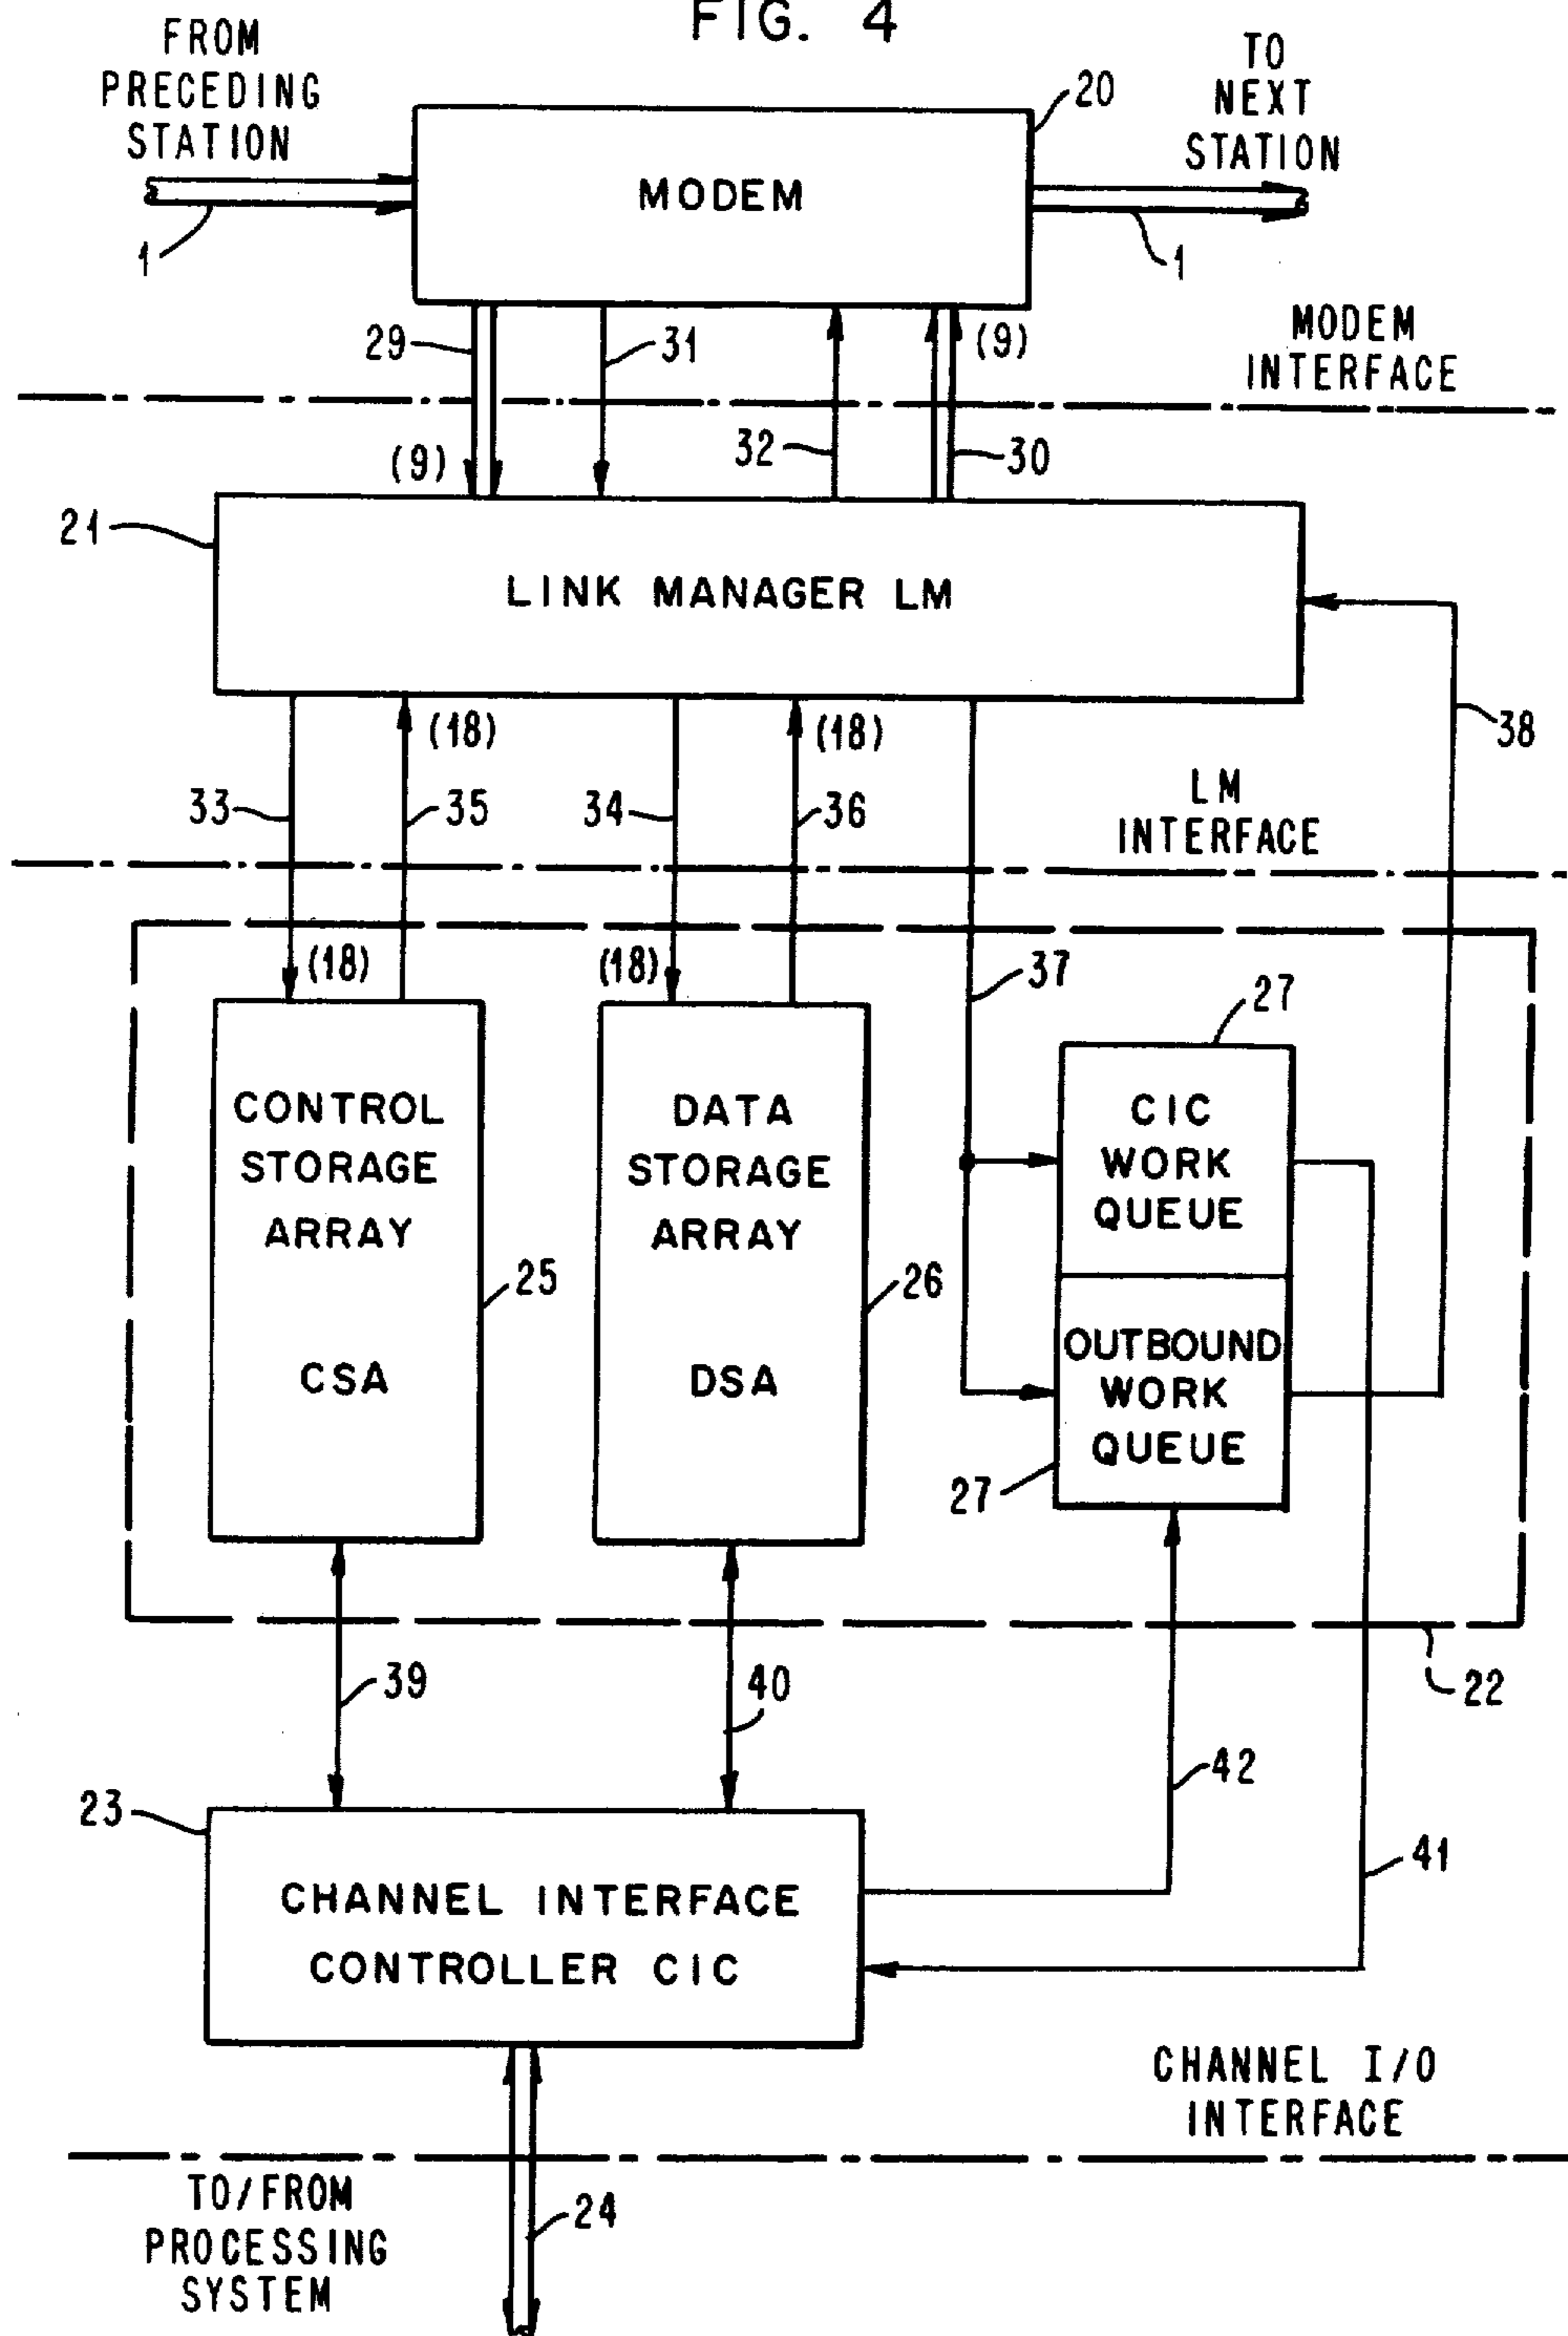 FIG. 4
FROM
PRECEDING
STATION
TO
NEXT
STATION
20
MODEM
1
1
29
31
(9)
MODEM
INTERFACE
(9)
32
30
21
LINK MANAGER LM
(18)
(18)
38
33
35
34
36
LM
INTERFACE
(18)
(18)
37
27
CONTROL
STORAGE
ARRAY
CSA
25
DATA
STORAGE
ARRAY
DSA
26
CIC
WORK
QUEUE
OUTBOUND
WORK
QUEUE
27
39
40
22
42
23
41
CHANNEL INTERFACE
CONTROLLER CIC
CHANNEL I/O
INTERFACE
TO/FROM
PROCESSING
SYSTEM
24